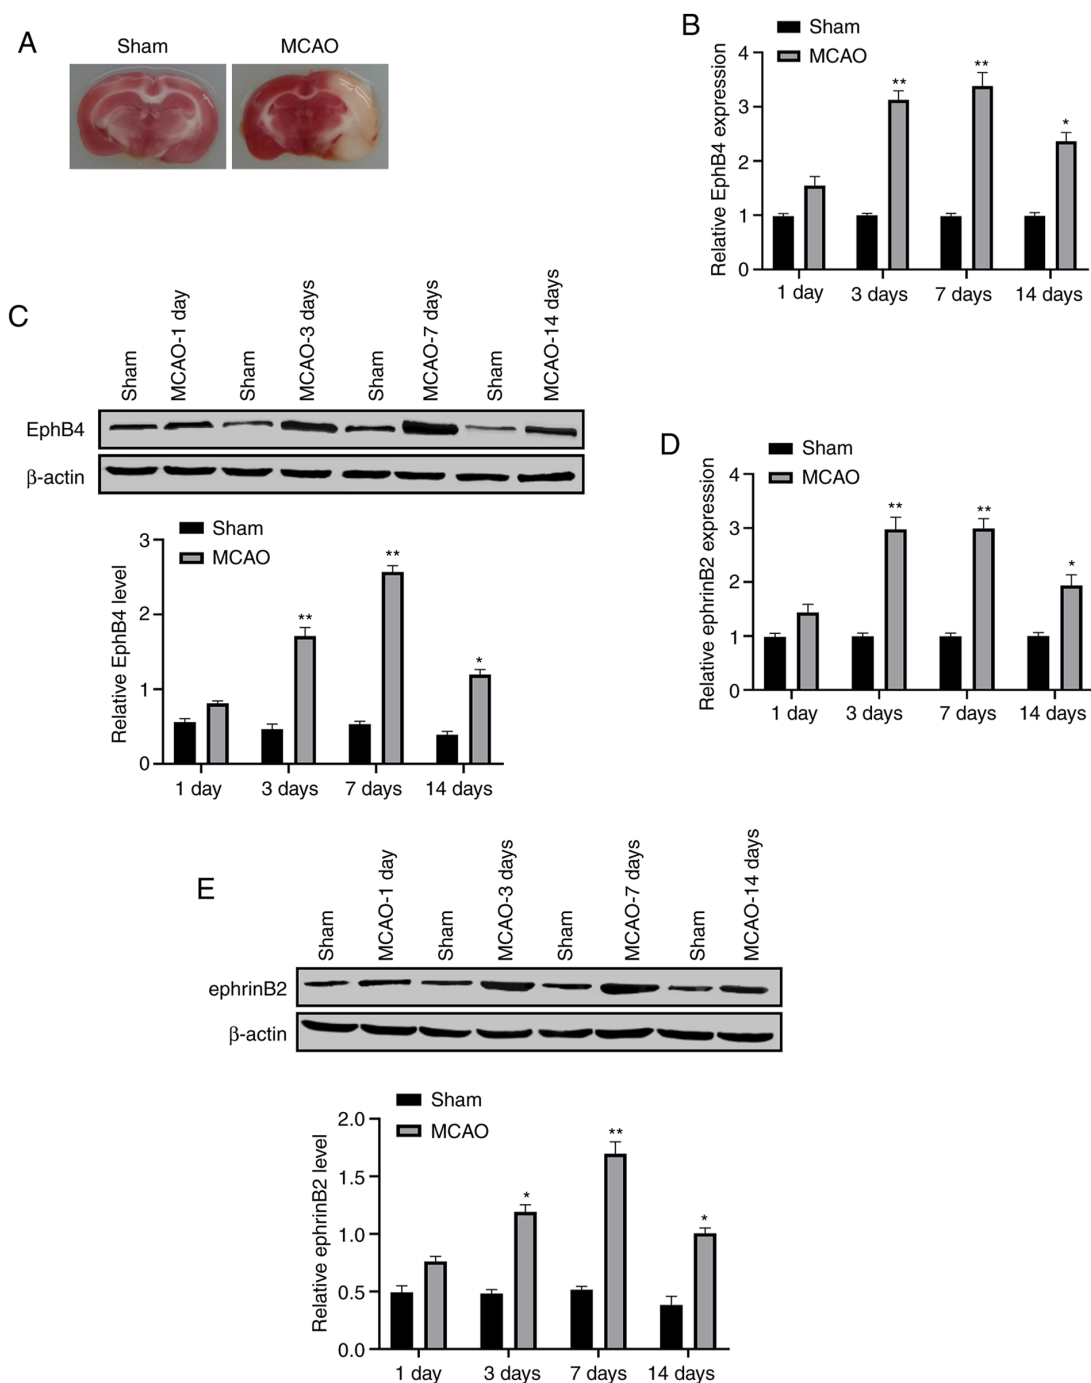 A
Sham
MCAO
B
Sham
MCAO
Relative EphB4 expression
4
3
2
1
0
**
**
*
1 day
3 days
7 days
14 days
C
Sham
MCAO-1 day
Sham
MCAO-3 days
Sham
MCAO-7 days
Sham
MCAO-14 days
EphB4
β-actin
Sham
MCAO
Relative EphB4 level
3
2
1
0
**
**
*
1 day
3 days
7 days
14 days
D
Sham
MCAO
Relative ephrinB2 expression
4
3
2
1
0
**
**
*
1 day
3 days
7 days
14 days
E
Sham
MCAO-1 day
Sham
MCAO-3 days
Sham
MCAO-7 days
Sham
MCAO-14 days
ephrinB2
β-actin
Sham
MCAO
Relative ephrinB2 level
2.0
1.5
1.0
0.5
0.0
*
**
*
1 day
3 days
7 days
14 days